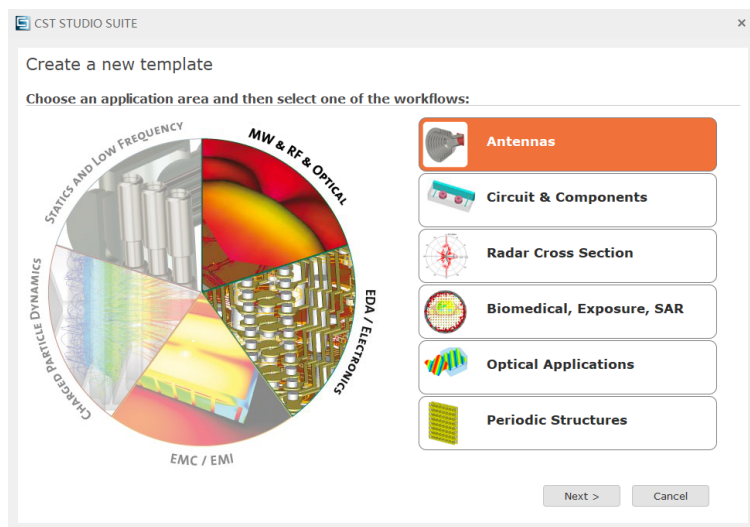 CST STUDIO SUITE
Create a new template
Choose an application area and then select one of the workflows:
STATICS AND LOW FREQUENCY
MW & RF & OPTICAL
EDA / ELECTRONICS
EMC / EMI
CHARGED PARTICLE DYNAMICS
Antennas
Circuit & Components
Radar Cross Section
Biomedical, Exposure, SAR
Optical Applications
Periodic Structures
Next >
Cancel